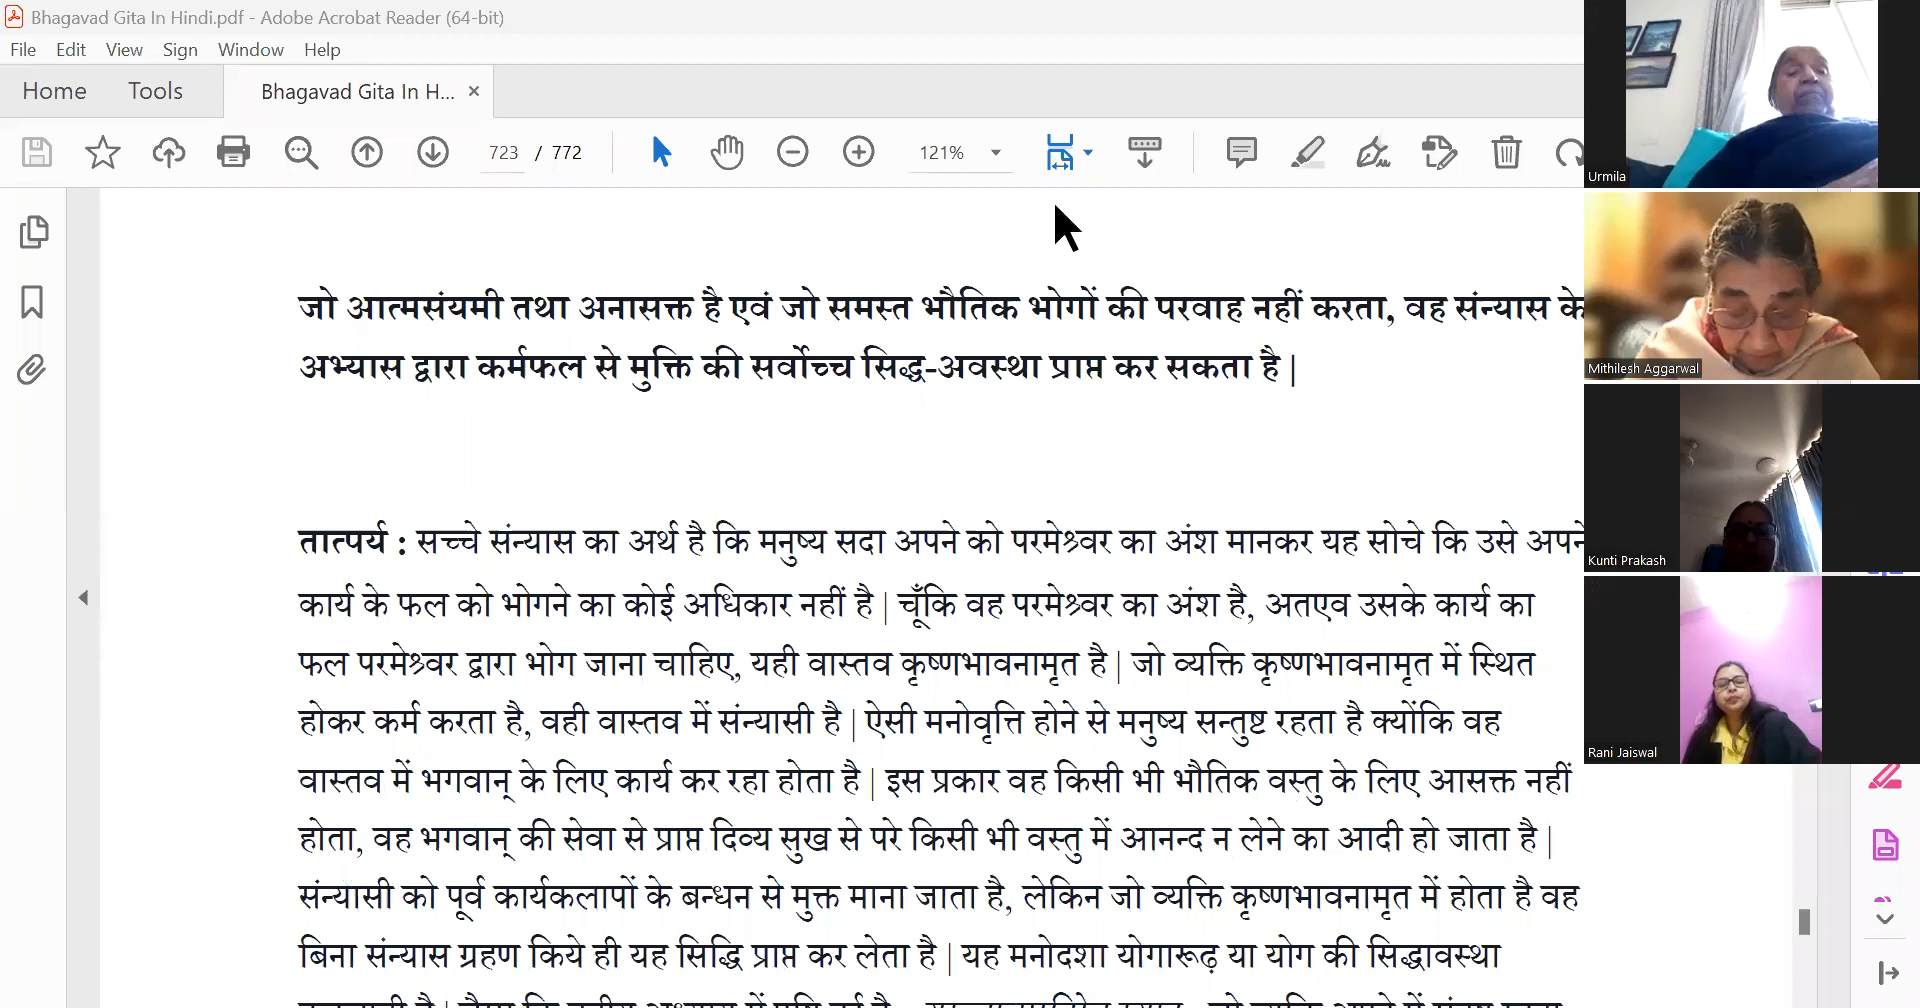 Bhagavad Gita In Hindi.pdf - Adobe Acrobat Reader (64-bit)
File Edit View Sign Window Help
Home Tools Bhagavad Gita In H... ×
723 / 772 121%
जो आत्मसंयमी तथा अनासक्त है एवं जो समस्त भौतिक भोगों की परवाह नहीं करता, वह संन्यास के
अभ्यास द्वारा कर्मफल से मुक्ति की सर्वोच्च सिद्ध-अवस्था प्राप्त कर सकता है |
तात्पर्य : सच्चे संन्यास का अर्थ है कि मनुष्य सदा अपने को परमेश्र्वर का अंश मानकर यह सोचे कि उसे अपने
कार्य के फल को भोगने का कोई अधिकार नहीं है | चूँकि वह परमेश्र्वर का अंश है, अतएव उसके कार्य का
फल परमेश्र्वर द्वारा भोग जाना चाहिए, यही वास्तव कृष्णभावनामृत है | जो व्यक्ति कृष्णभावनामृत में स्थित
होकर कर्म करता है, वही वास्तव में संन्यासी है | ऐसी मनोवृत्ति होने से मनुष्य सन्तुष्ट रहता है क्योंकि वह
वास्तव में भगवान् के लिए कार्य कर रहा होता है | इस प्रकार वह किसी भी भौतिक वस्तु के लिए आसक्त नहीं
होता, वह भगवान् की सेवा से प्राप्त दिव्य सुख से परे किसी भी वस्तु में आनन्द न लेने का आदी हो जाता है |
संन्यासी को पूर्व कार्यकलापों के बन्धन से मुक्त माना जाता है, लेकिन जो व्यक्ति कृष्णभावनामृत में होता है वह
बिना संन्यास ग्रहण किये ही यह सिद्धि प्राप्त कर लेता है | यह मनोदशा योगारूढ़ या योग की सिद्धावस्था
Urmila
Mithilesh Aggarwal
Kunti Prakash
Rani Jaiswal